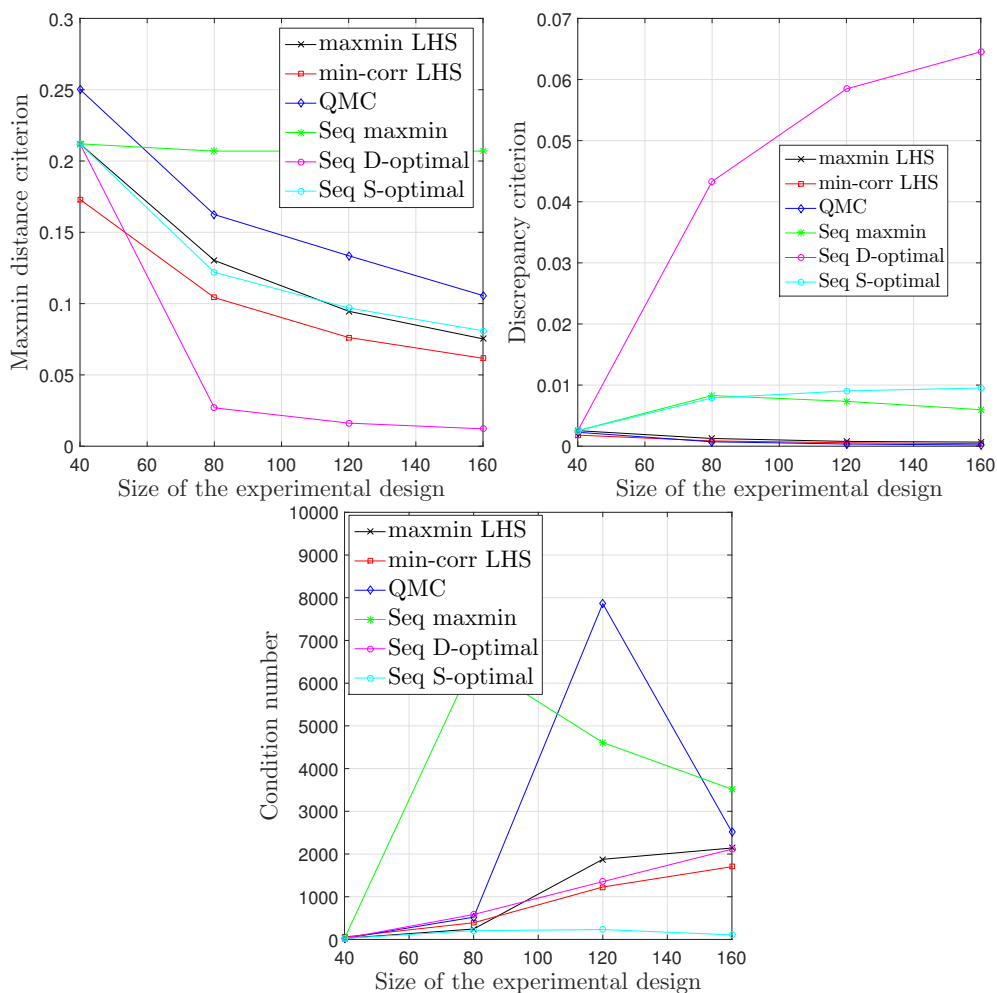 0.3
0.25
0.2
0.15
0.1
0.05
0
Maxmin distance criterion
maxmin LHS
min-corr LHS
QMC
Seq maxmin
Seq D-optimal
Seq S-optimal
40 60 80 100 120 140 160
Size of the experimental design
0.07
0.06
0.05
0.04
0.03
0.02
0.01
0
Discrepancy criterion
maxmin LHS
min-corr LHS
QMC
Seq maxmin
Seq D-optimal
Seq S-optimal
40 60 80 100 120 140 160
Size of the experimental design
10000
9000
8000
7000
6000
5000
4000
3000
2000
1000
0
Condition number
maxmin LHS
min-corr LHS
QMC
Seq maxmin
Seq D-optimal
Seq S-optimal
40 60 80 100 120 140 160
Size of the experimental design